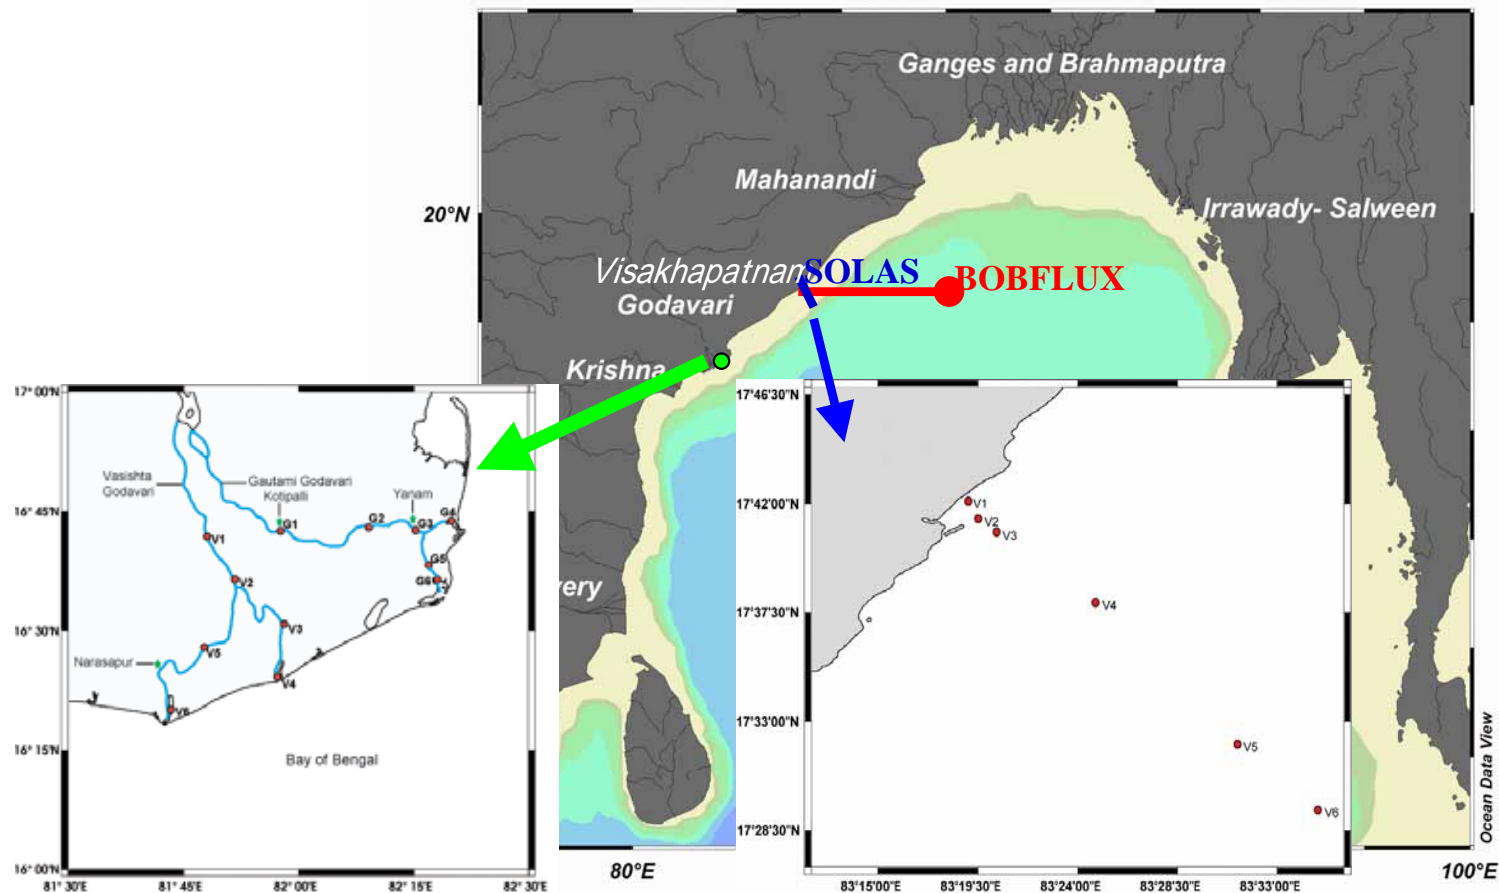 Ganges and Brahmaputra
Mahanandi
20°N
Irrawady- Salween
Visakhapatnam
SOLAS
BOBFLUX
Godavari
Krishna
very
80°E
100°E
Ocean Data View
17° 00'N
16° 45'N
16° 30'N
16° 15'N
16° 00'N
81° 30'E
81° 45'E
82° 00'E
82° 15'E
82° 30'E
Vasishta
Godavari
Gautami Godavari
Kotipalli
Yanam
G1
G2
G3
G4
G5
G6
V1
V2
V3
V4
V5
V6
Narasapur
Bay of Bengal
17°46'30"N
17°42'00"N
17°37'30"N
17°33'00"N
17°28'30"N
83°15'00"E
83°19'30"E
83°24'00"E
83°28'30"E
83°33'00"E
V1
V2
V3
V4
V5
V6